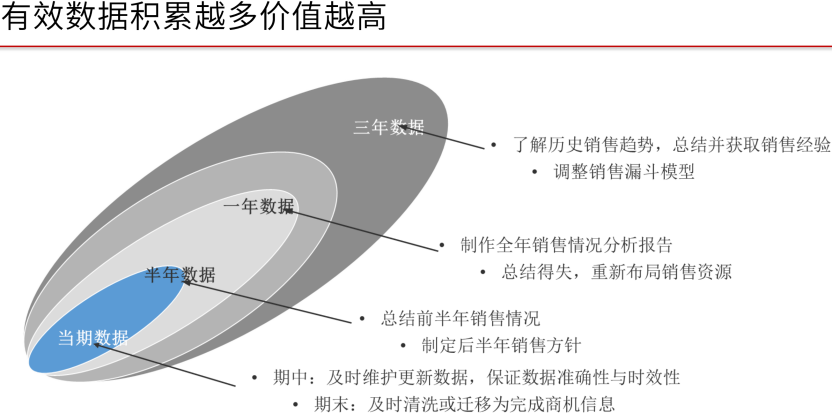 有效数据积累越多价值越高
三年数据
• 了解历史销售趋势，总结并获取销售经验
• 调整销售漏斗模型
一年数据
• 制作全年销售情况分析报告
• 总结得失，重新布局销售资源
半年数据
• 总结前半年销售情况
• 制定后半年销售方针
当期数据
• 期中：及时维护更新数据，保证数据准确性与时效性
• 期末：及时清洗或迁移为完成商机信息